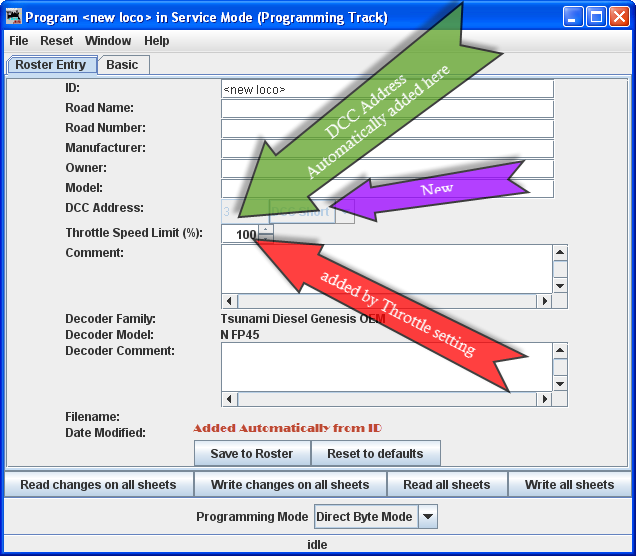 Program <new loco> in Service Mode (Programming Track)
File Reset Window Help
Roster Entry Basic
ID: <new loco>
Road Name:
Road Number:
Manufacturer:
Owner:
Model:
DCC Address
Automatically added here
New
DCC Address: 3 DCC Short
Throttle Speed Limit (%): 100
Comment:
added by Throttle setting
Decoder Family: Tsunami Diesel Genesis OEM
Decoder Model: N FP45
Decoder Comment:
Filename:
Date Modified: Added Automatically from ID
Save to Roster Reset to defaults
Read changes on all sheets Write changes on all sheets Read all sheets Write all sheets
Programming Mode Direct Byte Mode
idle